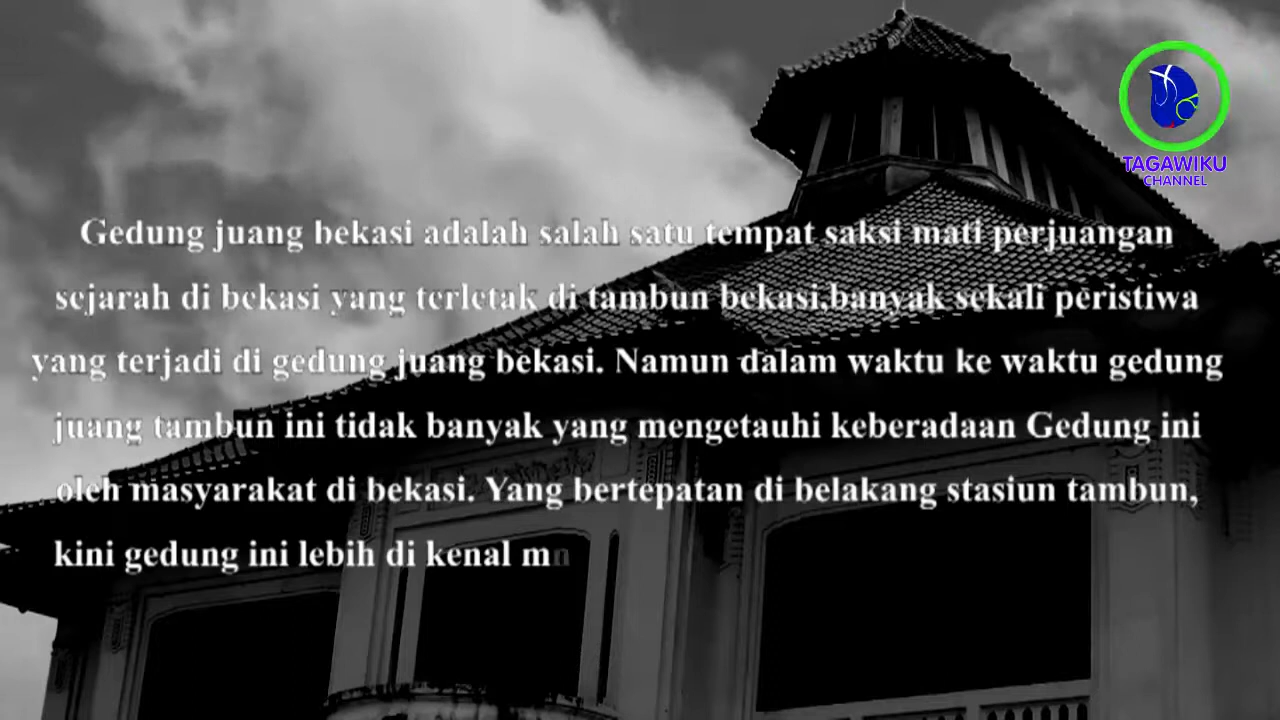 TAGAWIKU
CHANNEL
Gedung juang bekasi adalah salah satu tempat saksi mati perjuangan
sejarah di bekasi yang terletak di tambun bekasi,banyak sekali peristiwa
yang terjadi di gedung juang bekasi. Namun dalam waktu ke waktu gedung
juang tambun ini tidak banyak yang mengetauhi keberadaan Gedung ini
oleh masyarakat di bekasi. Yang bertepatan di belakang stasiun tambun,
kini gedung ini lebih di kenal